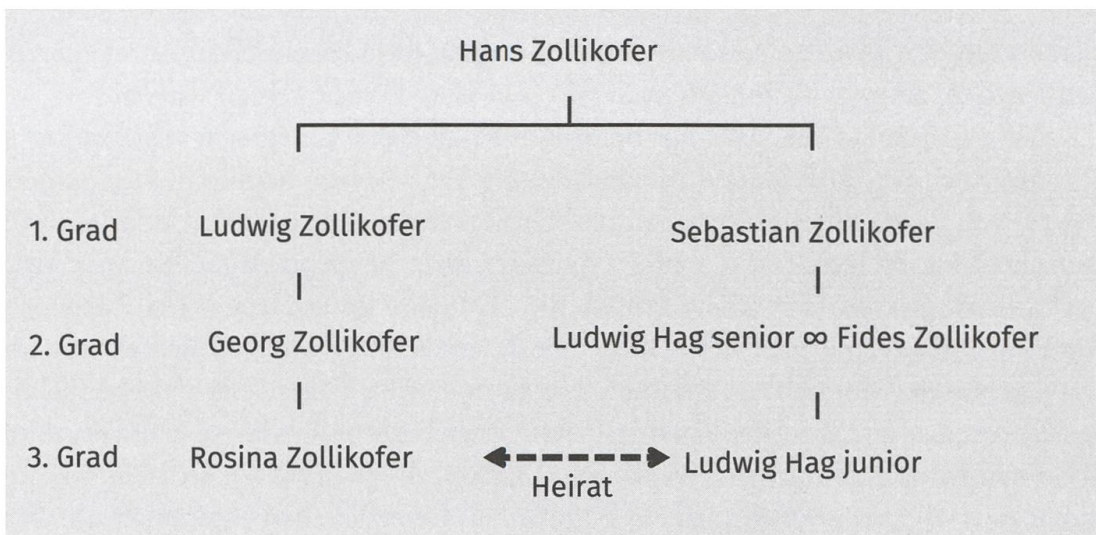 Hans Zollikofer
1. Grad Ludwig Zollikofer Sebastian Zollikofer
2. Grad Georg Zollikofer Ludwig Hag senior ∞ Fides Zollikofer
3. Grad Rosina Zollikofer Ludwig Hag junior
Heirat